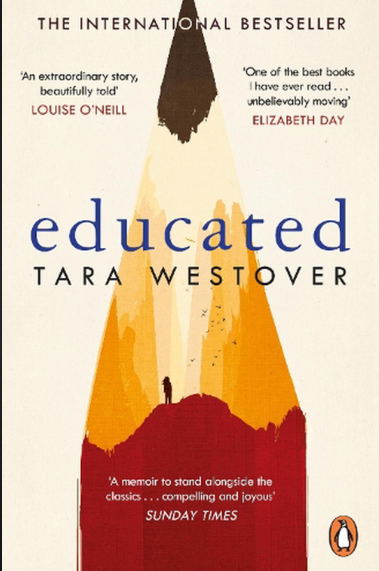 THE INTERNATIONAL BESTSELLER
'An extraordinary story,
beautifully told'
LOUISE O'NEILL
'One of the best books
I have ever read . . .
unbelievably moving'
ELIZABETH DAY
educated
TARA WESTOVER
'A memoir to stand alongside the
classics . . . compelling and joyous'
SUNDAY TIMES